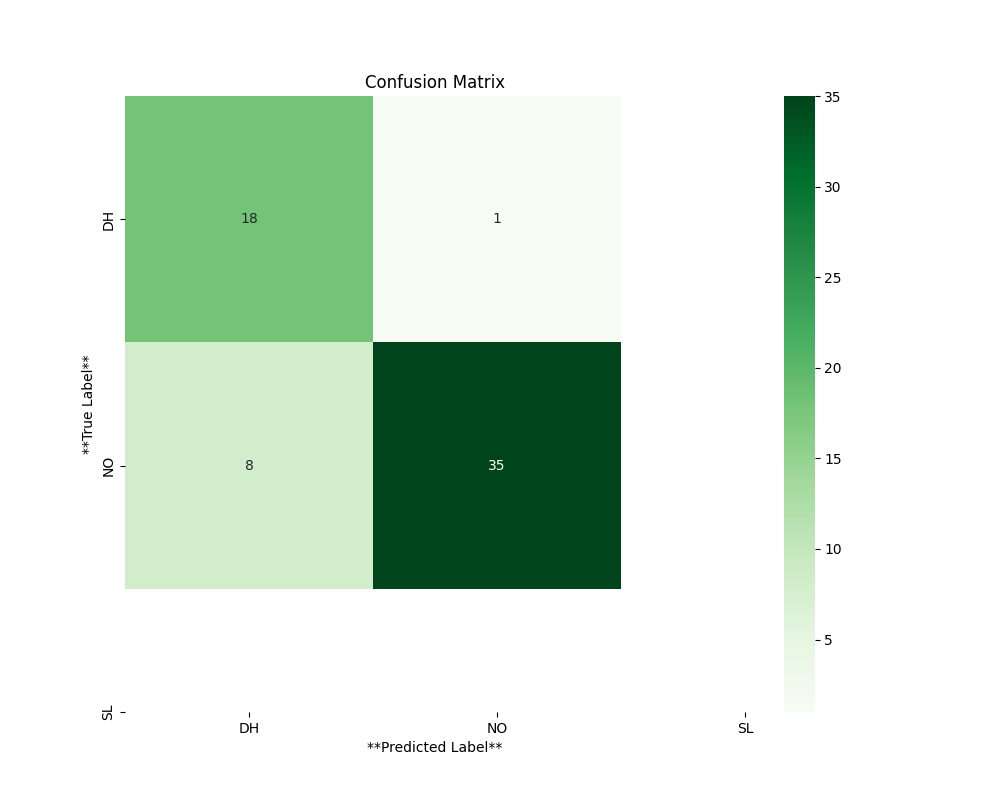 Confusion Matrix
**True Label**
DH
NO
SL
18
1
8
35
DH
NO
SL
**Predicted Label**
35
30
25
20
15
10
5